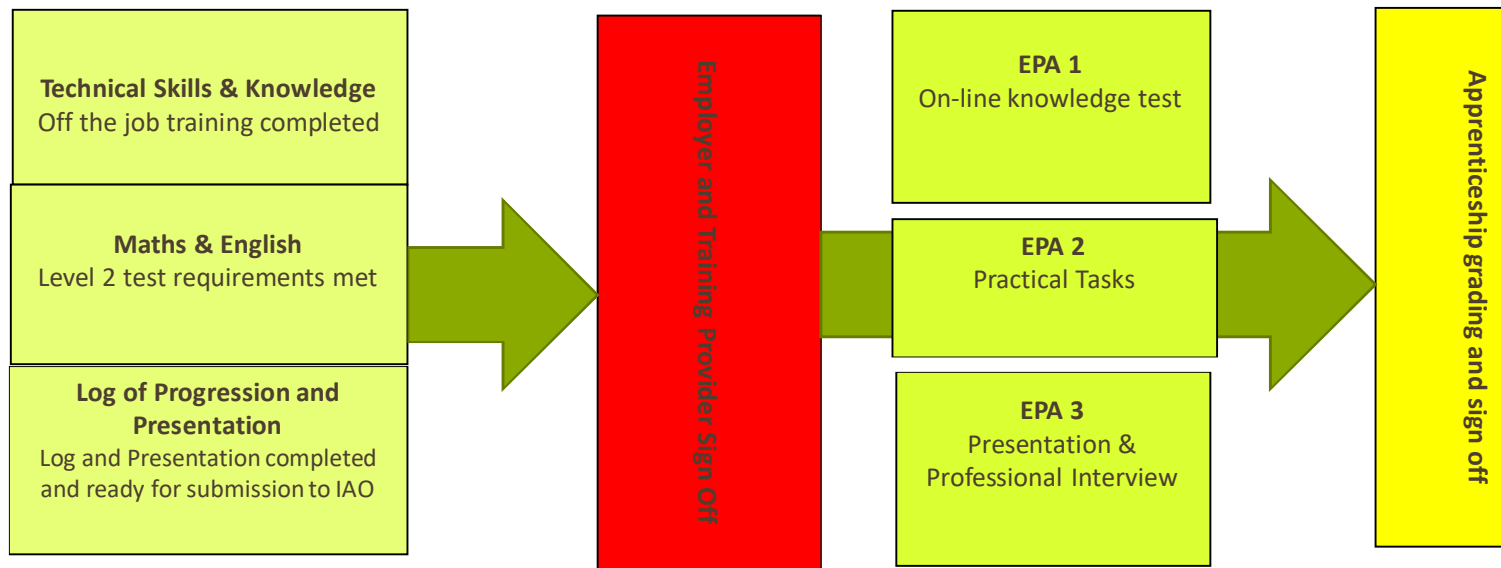 Technical Skills & Knowledge
Off the job training completed
Maths & English
Level 2 test requirements met
Log of Progression and
Presentation
Log and Presentation completed
and ready for submission to IAO
Employer and Training Provider Sign Off
EPA 1
On-line knowledge test
EPA 2
Practical Tasks
EPA 3
Presentation &
Professional Interview
Apprenticeship grading and sign off